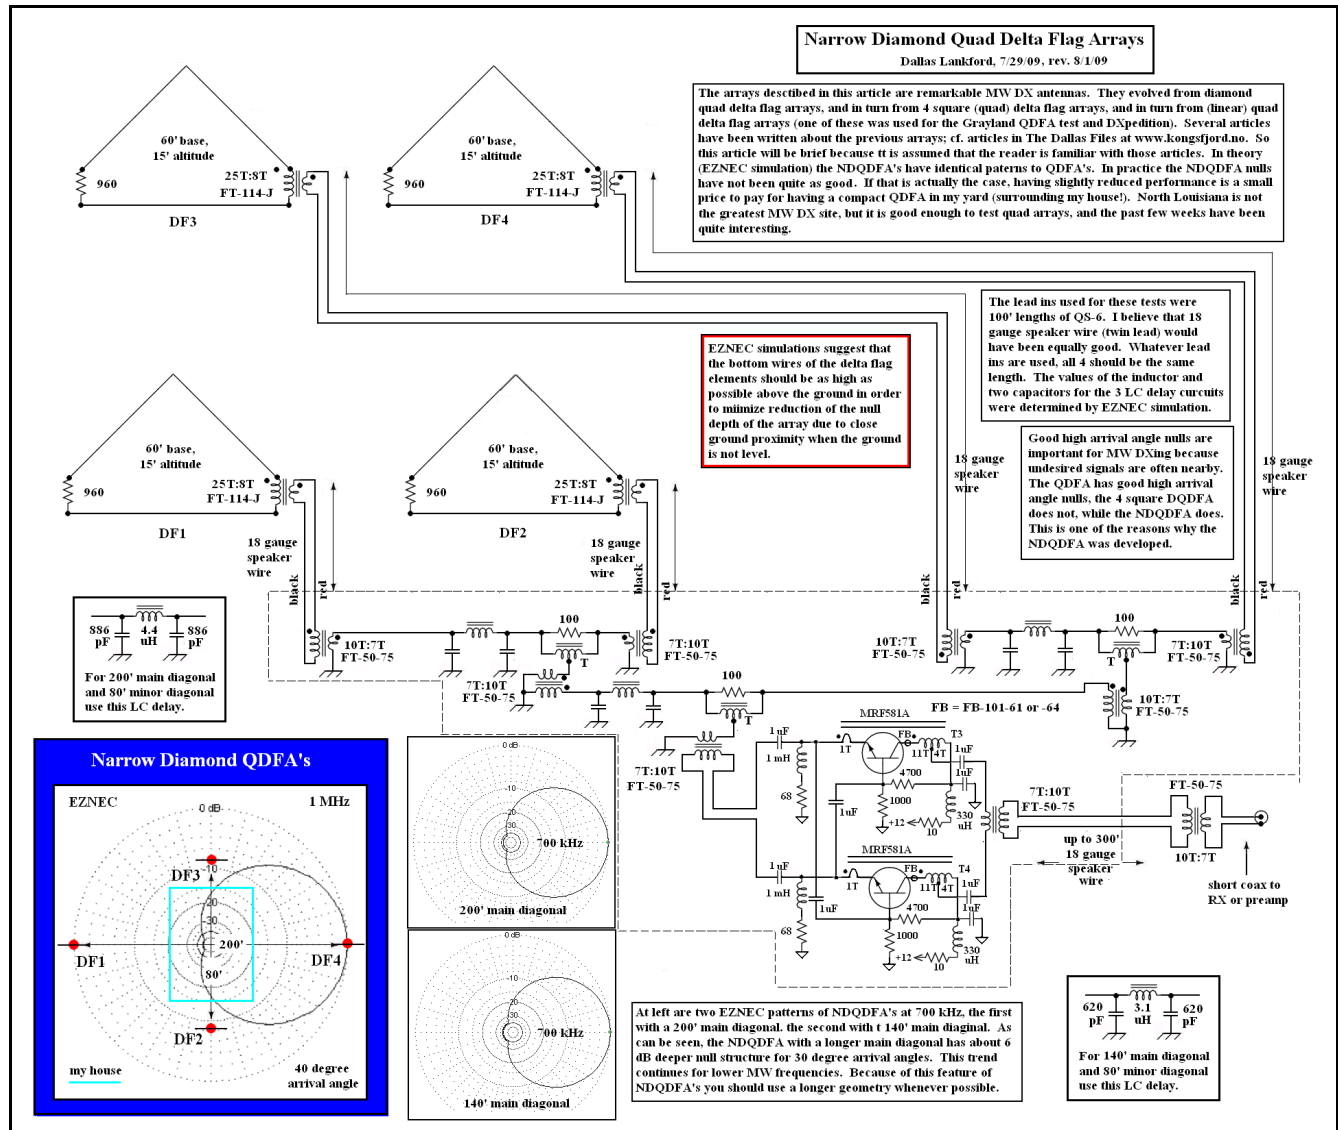 Narrow Diamond Quad Delta Flag Arrays
Dallas Lankford, 7/29/09, rev. 8/1/09
The arrays desctibed in this article are remarkable MW DX antennas. They evolved from diamond
quad delta flag arrays, and in turn from 4 square (quad) delta flag arrays, and in turn from (linear) quad
delta flag arrays (one of these was used for the Grayland QDFA test and DXpedition). Several articles
have been written about the previous arrays; cf. articles in The Dallas Files at www.kongsfjord.no. So
this article will be brief because tt is assumed that the reader is familiar with those articles. In theory
(EZNEC simulation) the NDQDFA's have identical paterns to QDFA's. In practice the NDQDFA nulls
have not been quite as good. If that is actually the case, having slightly reduced performance is a small
price to pay for having a compact QDFA in my yard (surrounding my house!). North Louisiana is not
the greatest MW DX site, but it is good enough to test quad arrays, and the past few weeks have been
quite interesting.
60' base,
15' altitude
960
25T:8T
FT-114-J
DF3
60' base,
15' altitude
960
25T:8T
FT-114-J
DF4
The lead ins used for these tests were
100' lengths of QS-6. I believe that 18
gauge speaker wire (twin lead) would
have been equally good. Whatever lead
ins are used, all 4 should be the same
length. The values of the inductor and
two capacitors for the 3 LC delay curcuits
were determined by EZNEC simulation.
EZNEC simulations suggest that
the bottom wires of the delta flag
elements should be as high as
possible above the ground in order
to miimize reduction of the null
depth of the array due to close
ground proximity when the ground
is not level.
Good high arrival angle nulls are
important for MW DXing because
undesired signals are often nearby.
The QDFA has good high arrival
angle nulls, the 4 square DQDFA
does not, while the NDQDFA does.
This is one of the reasons why the
NDQDFA was developed.
60' base,
15' altitude
960
25T:8T
FT-114-J
DF1
60' base,
15' altitude
960
25T:8T
FT-114-J
DF2
18 gauge
speaker
wire
black
red
18 gauge
speaker
wire
black
red
18 gauge
speaker
wire
black
red
18 gauge
speaker
wire
black
red
886
pF
4.4
uH
886
pF
For 200' main diagonal
and 80' minor diagonal
use this LC delay.
10T:7T
FT-50-75
100
T
7T:10T
FT-50-75
7T:10T
FT-50-75
100
T
10T:7T
FT-50-75
100
T
7T:10T
FT-50-75
10T:7T
FT-50-75
FB = FB-101-61 or -64
7T:10T
FT-50-75
MRF581A
1 uF
1 mH
68
1T
FB
T3
11T
4T
1uF
1uF
4700
1000
1uF
+12
10
330
uH
MRF581A
1 uF
1 mH
68
1T
FB
T4
11T
4T
1uF
1uF
4700
1uF
1000
+12
10
330
uH
7T:10T
FT-50-75
up to 300'
18 gauge
speaker
wire
FT-50-75
10T:7T
short coax to
RX or preamp
Narrow Diamond QDFA's
EZNEC
1 MHz
0 dB
-10
-20
-30
DF3
DF1
200'
DF4
80'
DF2
my house
40 degree
arrival angle
0 dB
-10
-20
-30
700 kHz
200' main diagonal
0 dB
-10
-20
-30
700 kHz
140' main diagonal
At left are two EZNEC patterns of NDQDFA's at 700 kHz, the first
with a 200' main diagonal. the second with t 140' main diaginal. As
can be seen, the NDQDFA with a longer main diagonal has about 6
dB deeper null structure for 30 degree arrival angles. This trend
continues for lower MW frequencies. Because of this feature of
NDQDFA's you should use a longer geometry whenever possible.
620
pF
3.1
uH
620
pF
For 140' main diagonal
and 80' minor diagonal
use this LC delay.